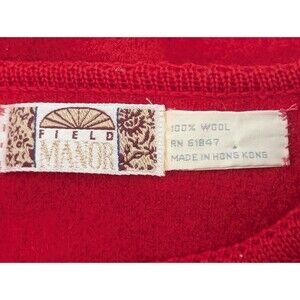 FIELD
MANOR
100% WOOL
RN 61847
MADE IN HONG KONG